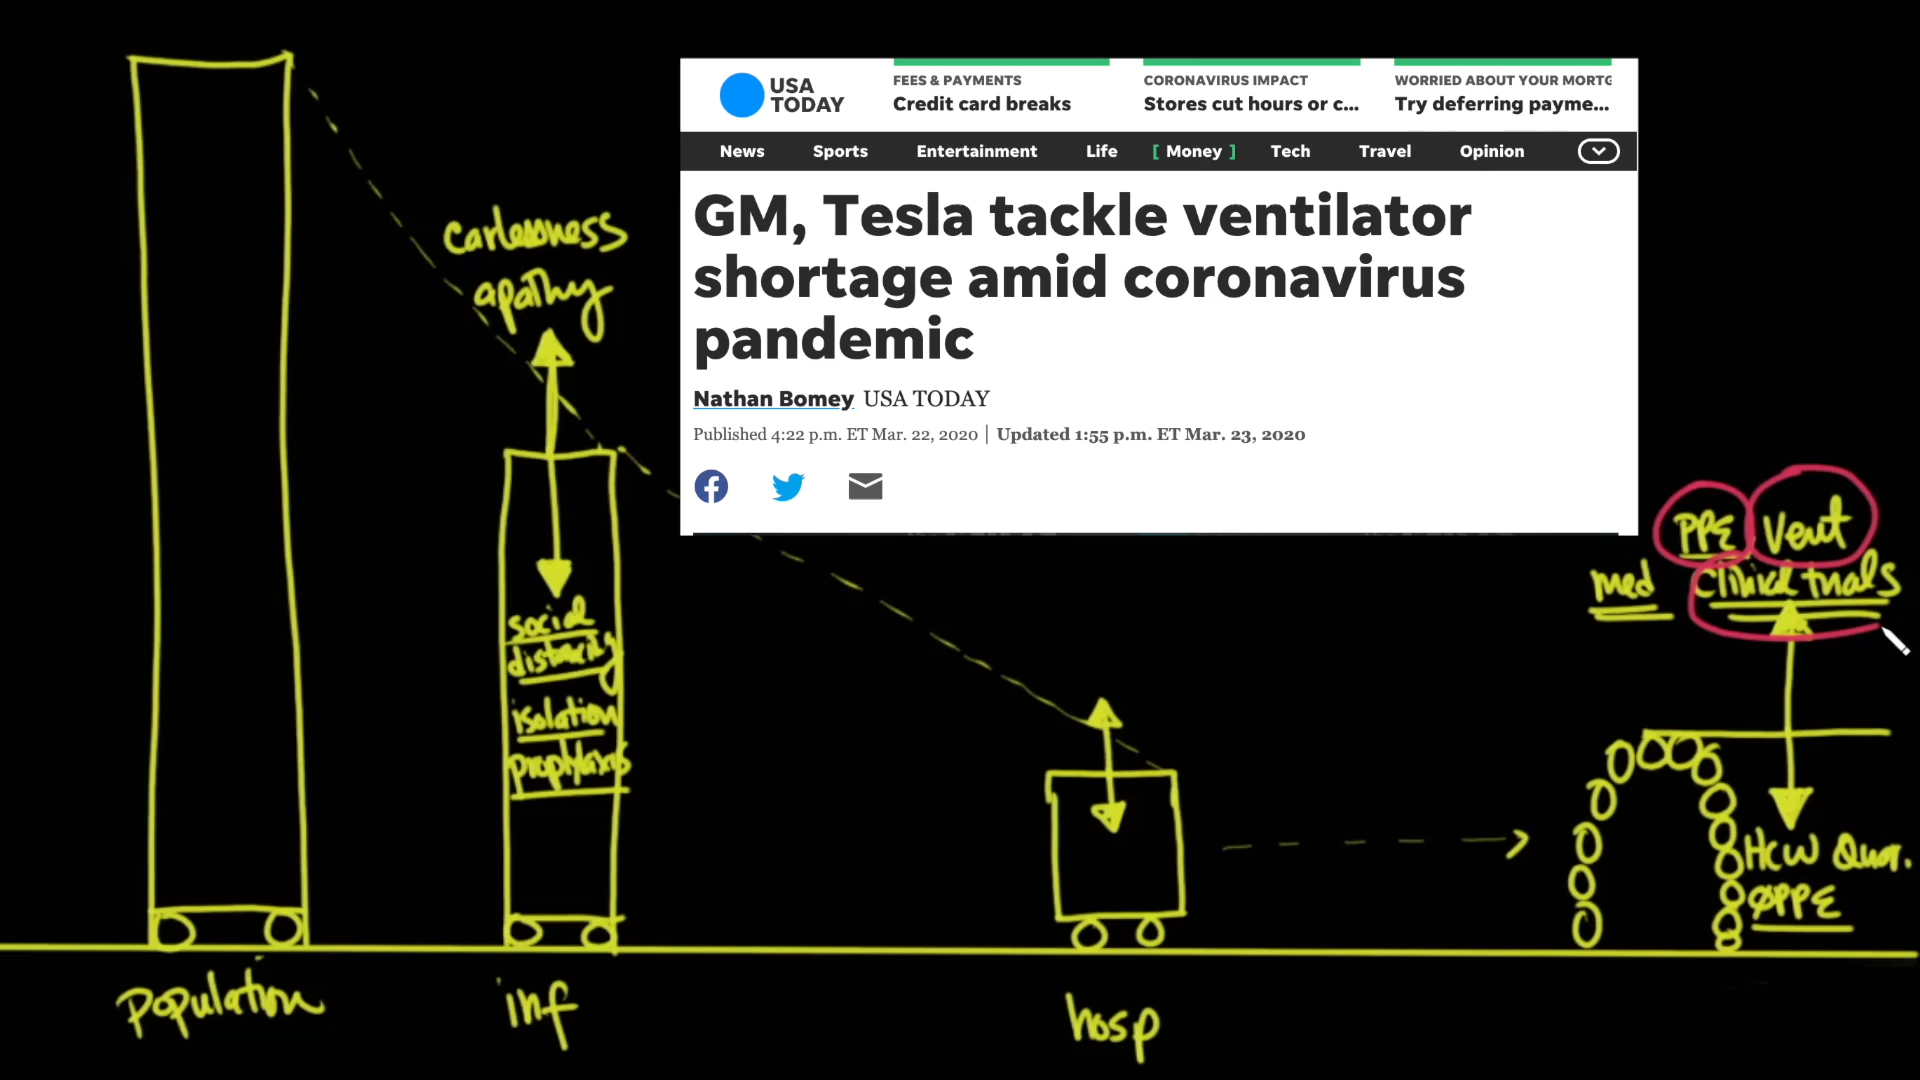 USA
TODAY
FEES & PAYMENTS
Credit card breaks
CORONAVIRUS IMPACT
Stores cut hours or c...
WORRIED ABOUT YOUR MORTG
Try deferring payme...
News Sports Entertainment Life [ Money ] Tech Travel Opinion
GM, Tesla tackle ventilator
shortage amid coronavirus
pandemic
Nathan Bomey USA TODAY
Published 4:22 p.m. ET Mar. 22, 2020 | Updated 1:55 p.m. ET Mar. 23, 2020
carlessness
apathy
social
distancing
isolation
prophylaxis
PPE Vent
med Clinical trials
HCW Quar.
ØPPE
population
inf
hosp